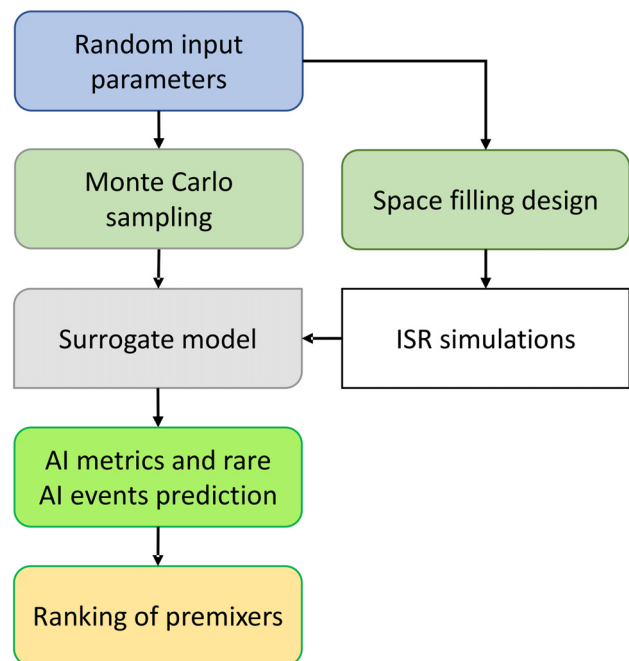 Random input
parameters
Monte Carlo
sampling
Space filling design
Surrogate model
ISR simulations
AI metrics and rare
AI events prediction
Ranking of premixers